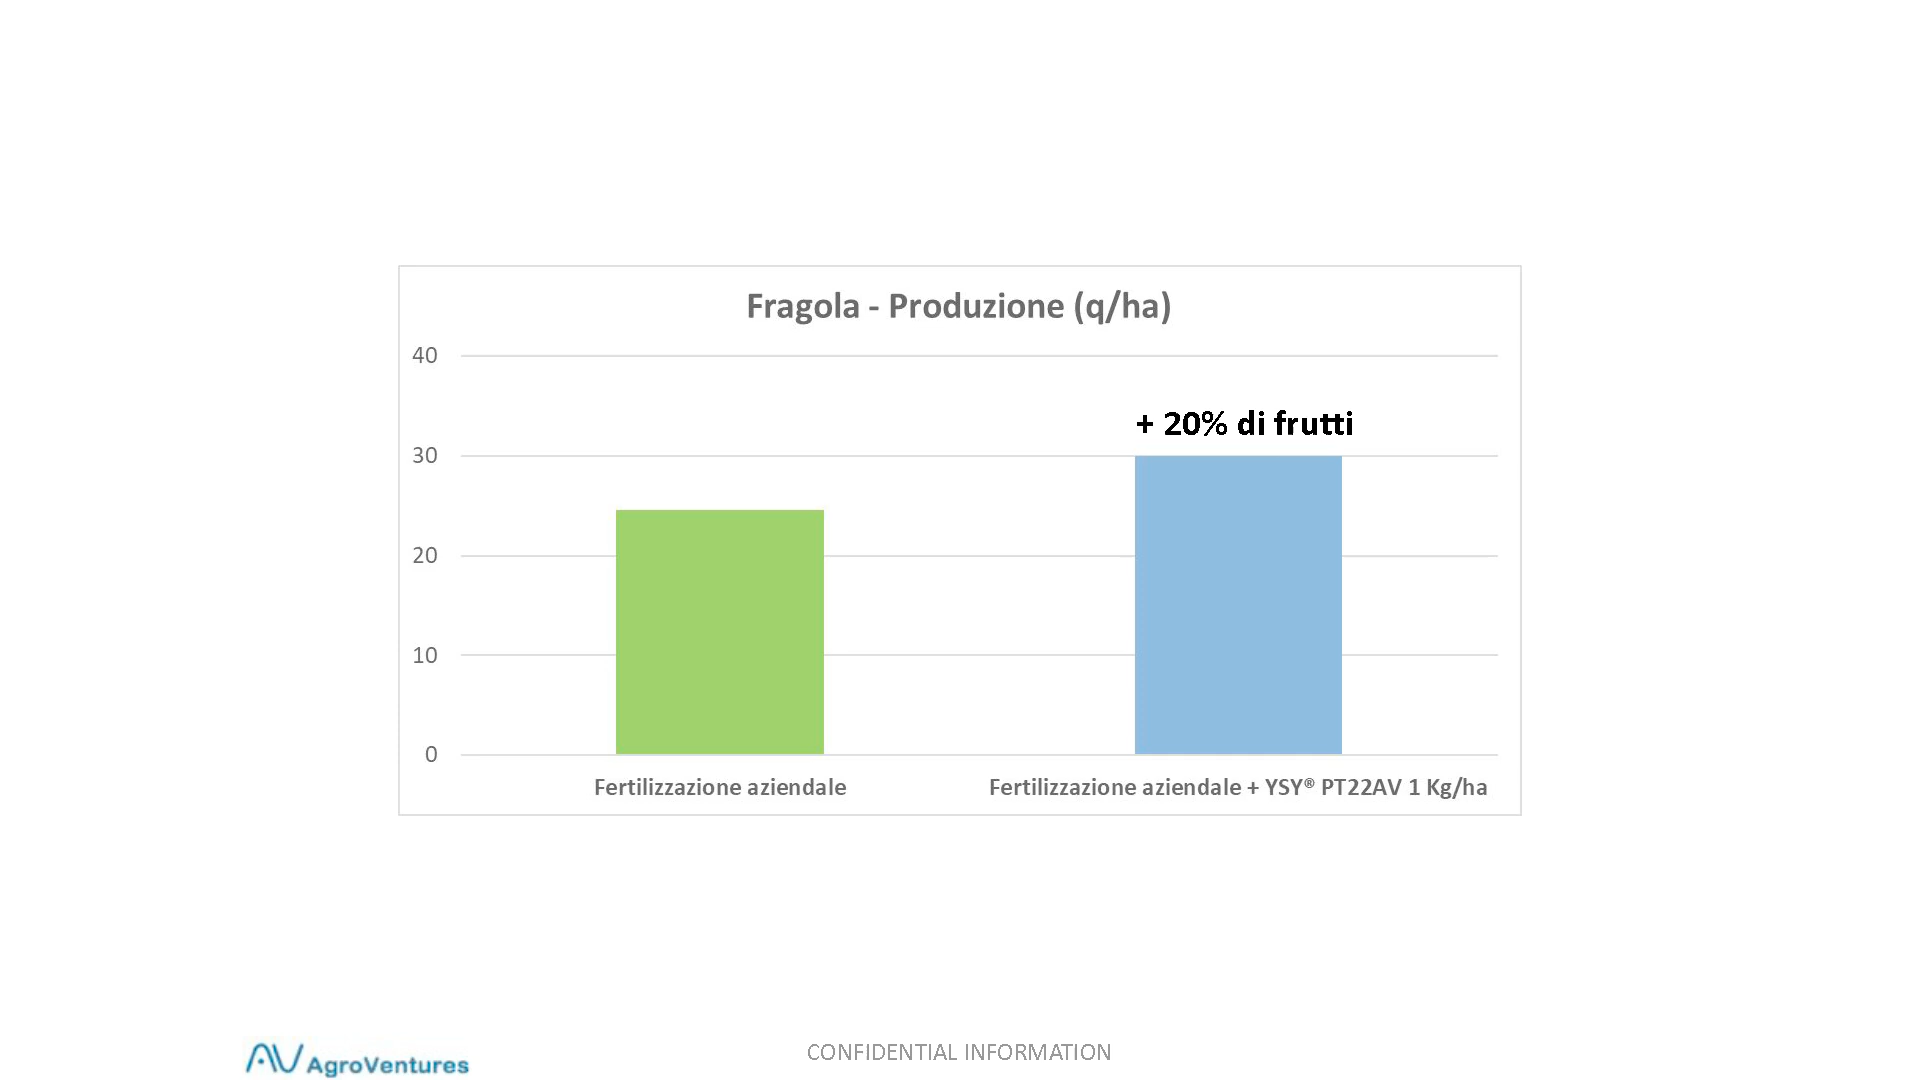 Fragola - Produzione (q/ha)
40
+ 20% di frutti
30
20
10
0
Fertilizzazione aziendale
Fertilizzazione aziendale + YSY® PT22AV 1 Kg/ha
AV AgroVentures
CONFIDENTIAL INFORMATION